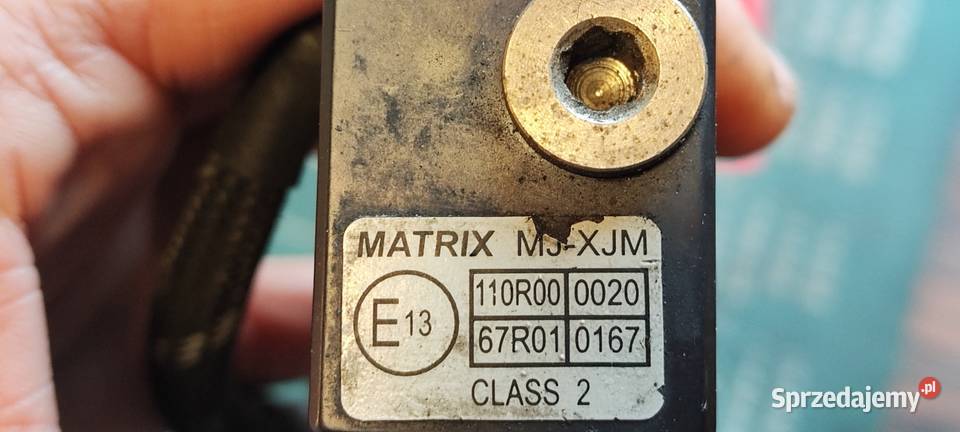 MATRIX MJ-XJM
E13
110R00 0020
67R01 0167
CLASS 2
Sprzedajemy.pl